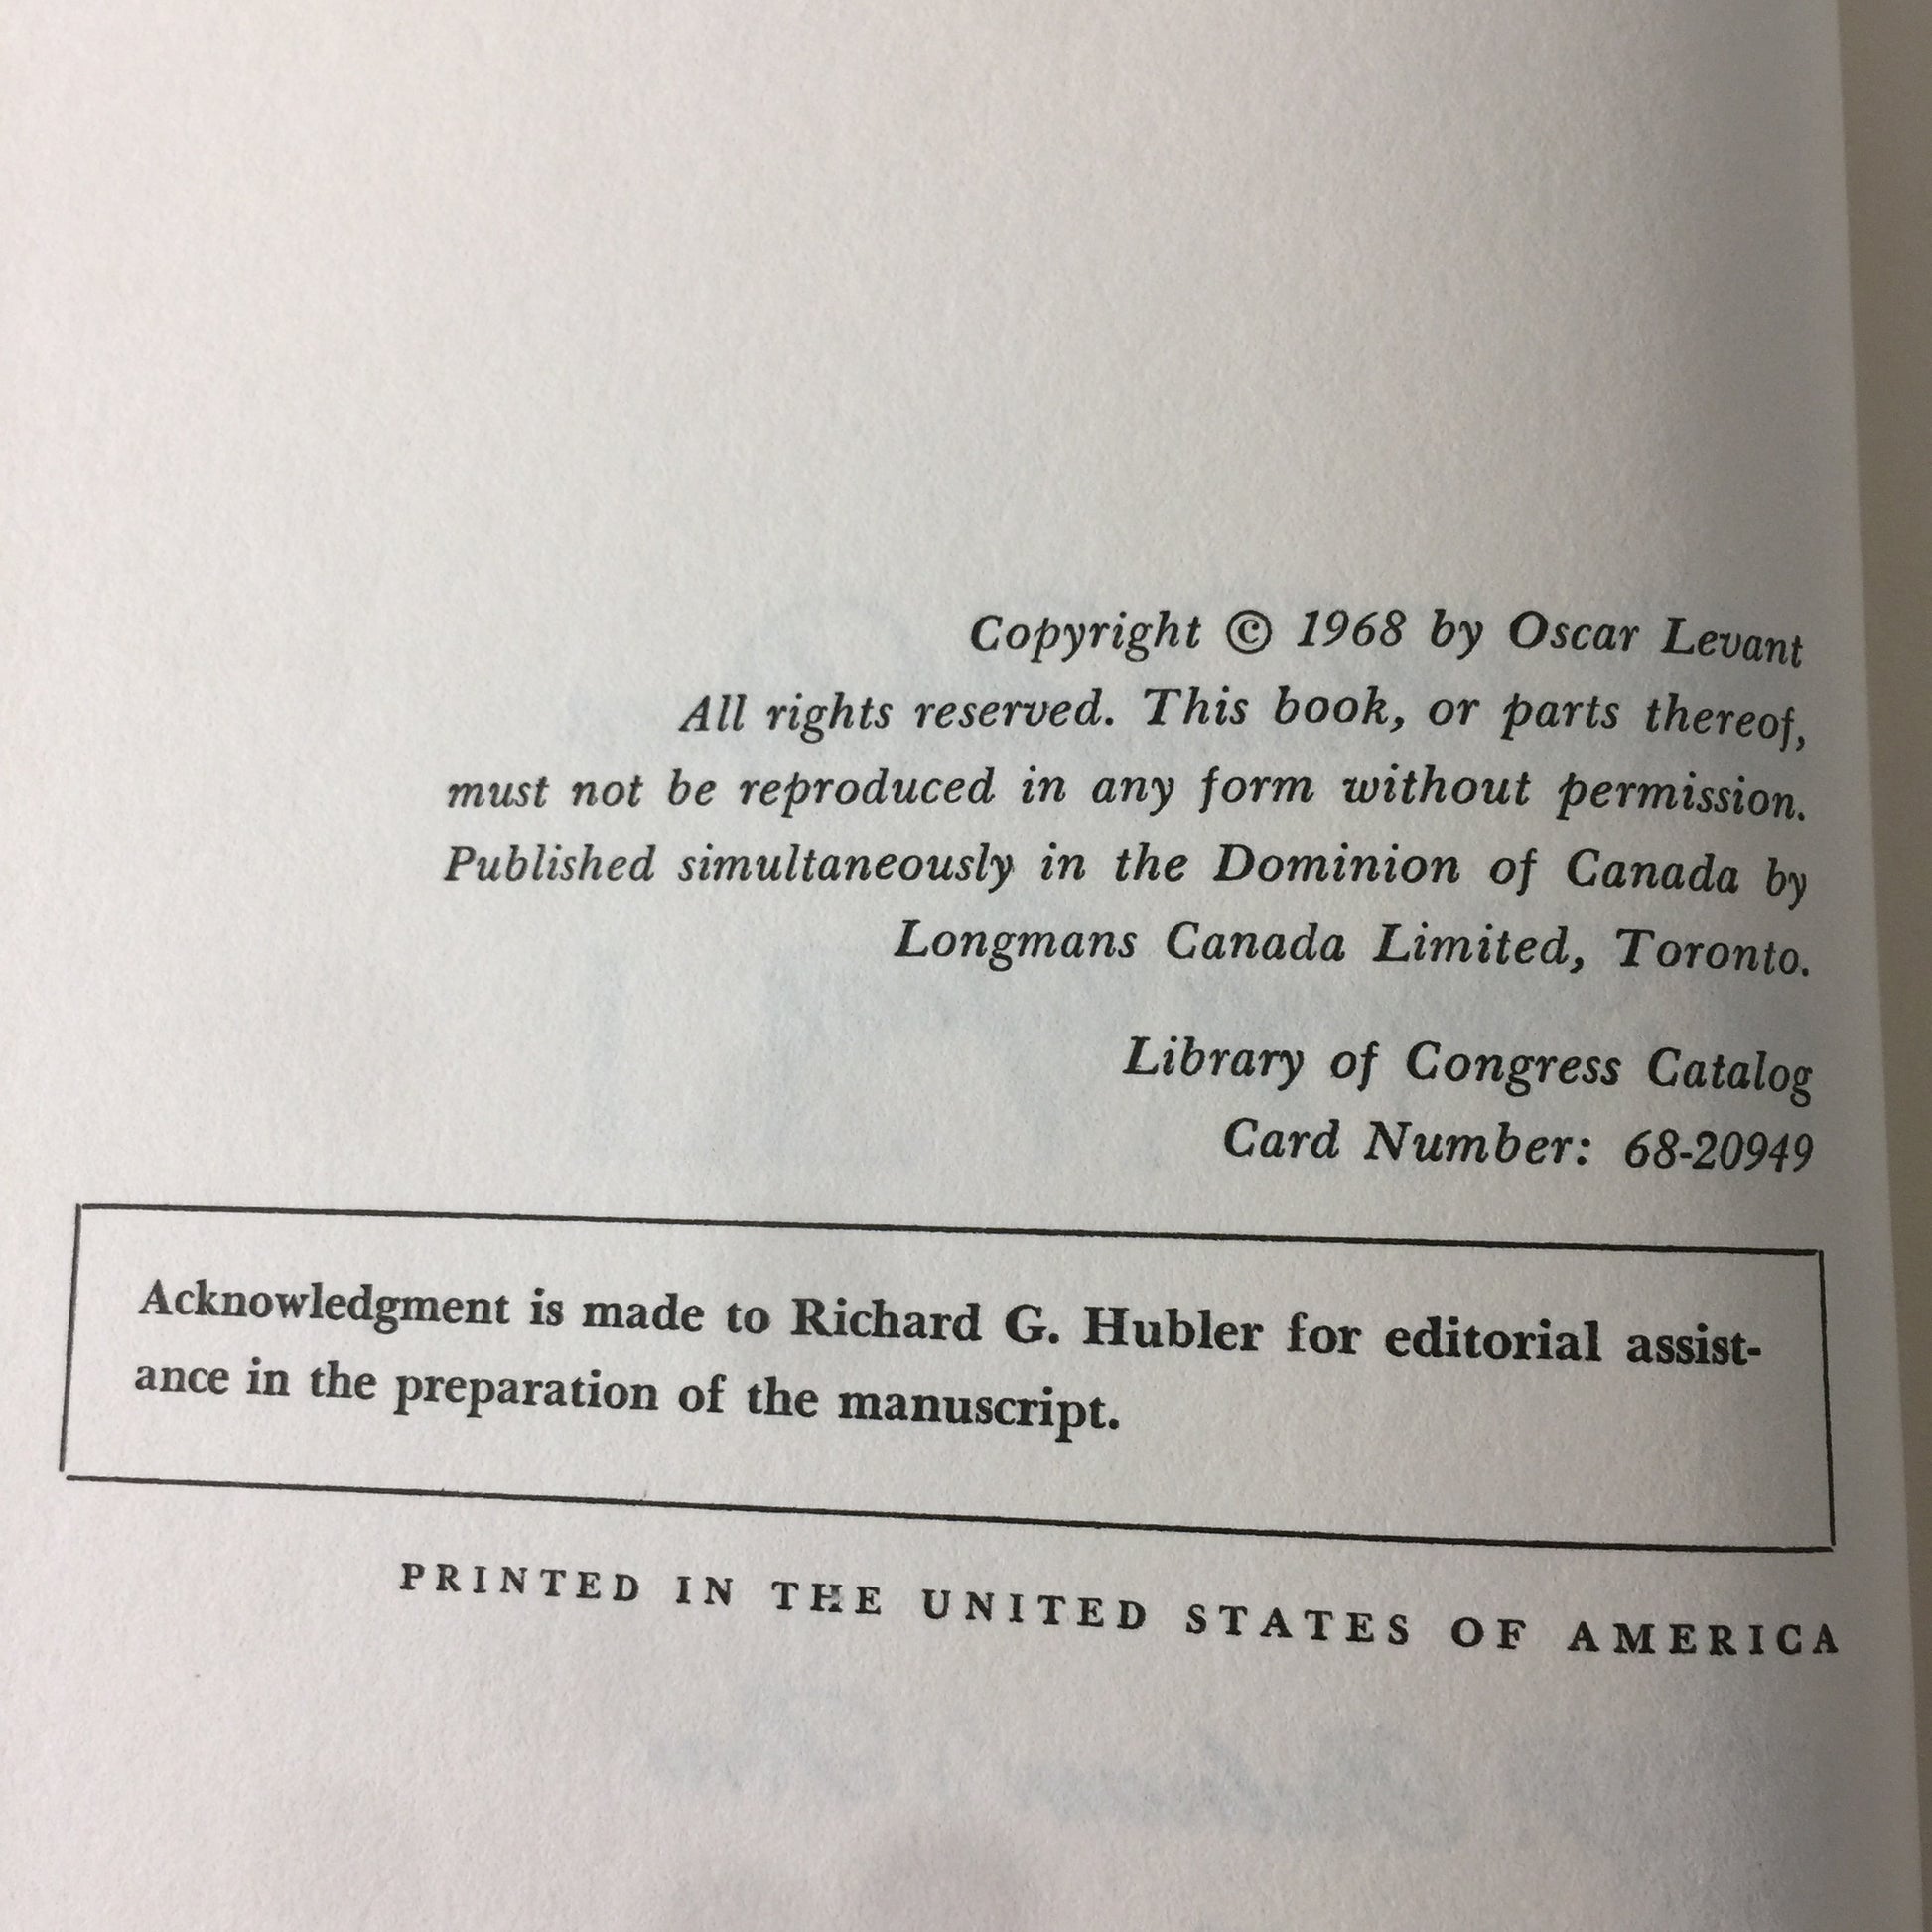 Copyright © 1968 by Oscar Levant
All rights reserved. This book, or parts thereof,
must not be reproduced in any form without permission.
Published simultaneously in the Dominion of Canada by
Longmans Canada Limited, Toronto.
Library of Congress Catalog
Card Number: 68-20949
Acknowledgment is made to Richard G. Hubler for editorial assist-
ance in the preparation of the manuscript.
PRINTED IN THE UNITED STATES OF AMERICA